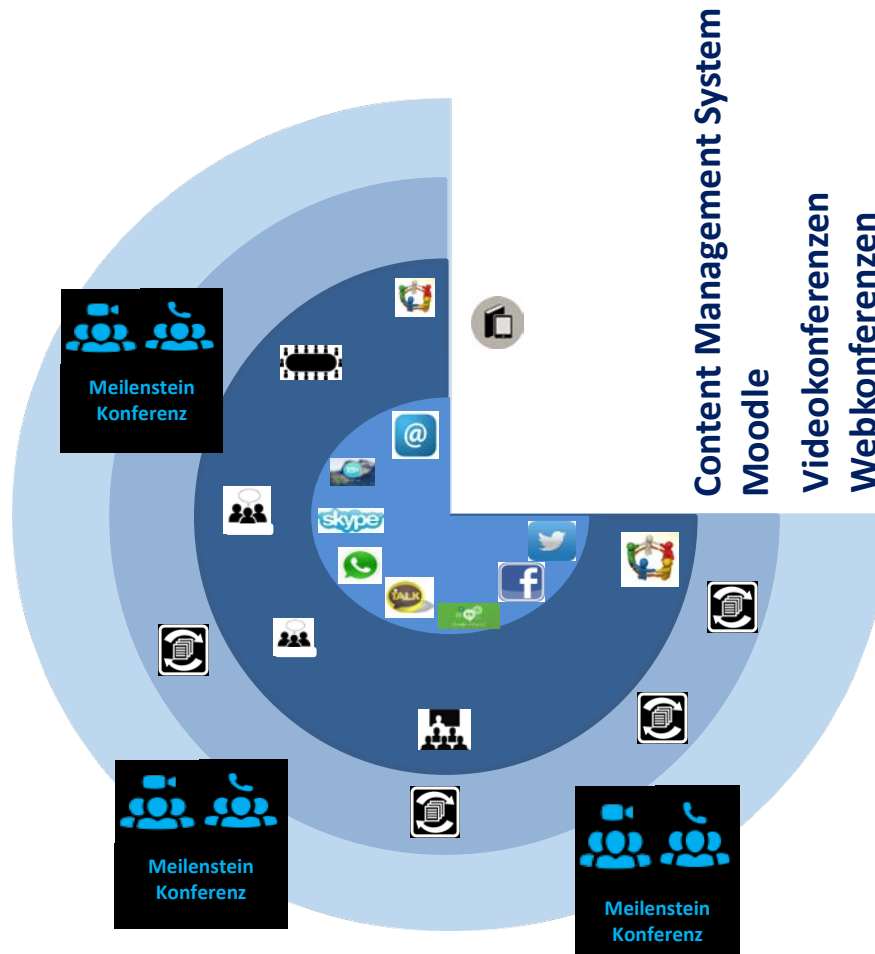 Content Management System
Moodle
Videokonferenzen
Webkonferenzen
Meilenstein
Konferenz
@
skype
TALK
f
Meilenstein
Konferenz
Meilenstein
Konferenz